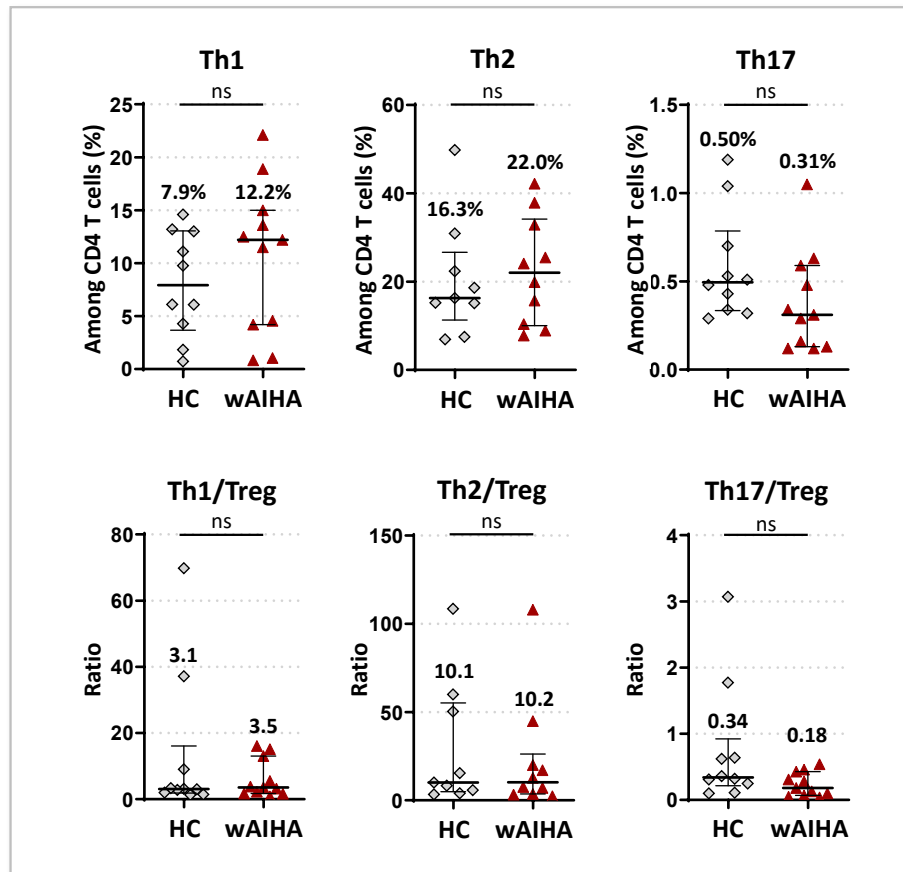 Th1
ns
Among CD4 T cells (%)
25
20
15
10
5
0
7.9%
12.2%
HC
wAIHA
Th2
ns
Among CD4 T cells (%)
60
40
20
0
16.3%
22.0%
HC
wAIHA
Th17
ns
Among CD4 T cells (%)
1.5
1.0
0.5
0.0
0.50%
0.31%
HC
wAIHA
Th1/Treg
ns
Ratio
80
60
40
20
0
3.1
3.5
HC
wAIHA
Th2/Treg
ns
Ratio
150
100
50
0
10.1
10.2
HC
wAIHA
Th17/Treg
ns
Ratio
4
3
2
1
0
0.34
0.18
HC
wAIHA